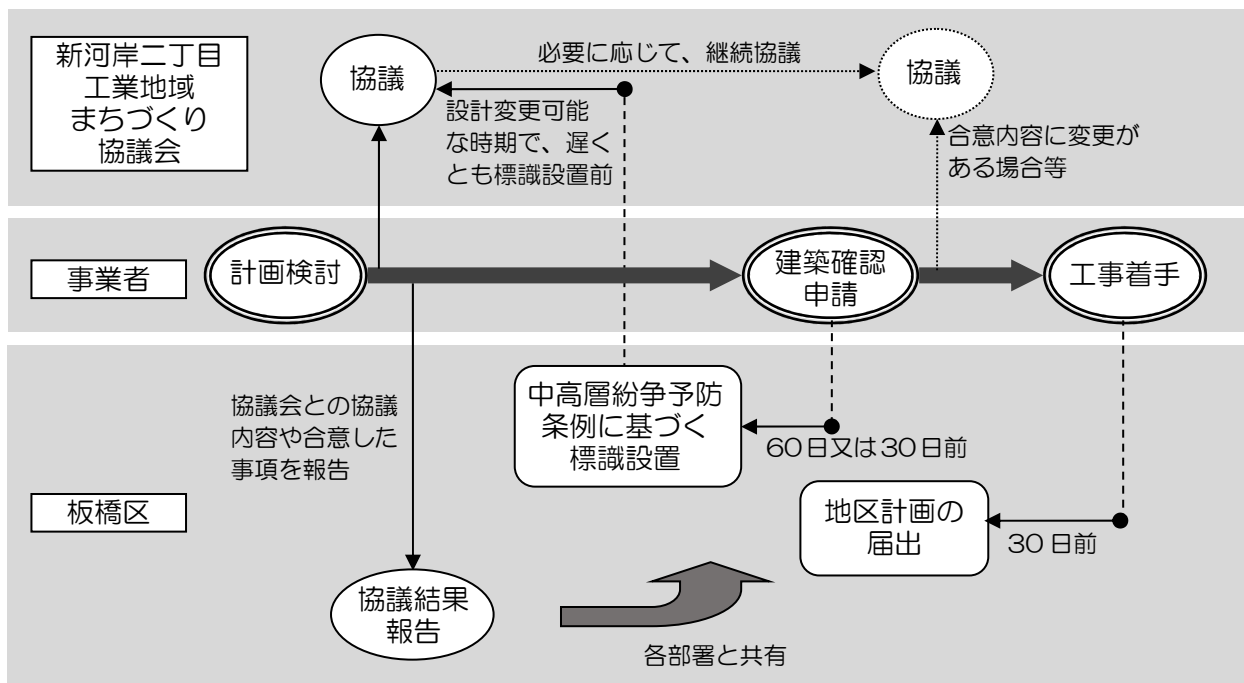 新河岸二丁目
工業地域
まちづくり
協議会
協議
必要に応じて、継続協議
協議
設計変更可能
な時期で、遅く
とも標識設置前
合意内容に変更が
ある場合等
事業者
計画検討
建築確認
申請
工事着手
板橋区
協議会との協議
内容や合意した
事項を報告
中高層紛争予防
条例に基づく
標識設置
60日又は30日前
地区計画の
届出
30日前
協議結果
報告
各部署と共有